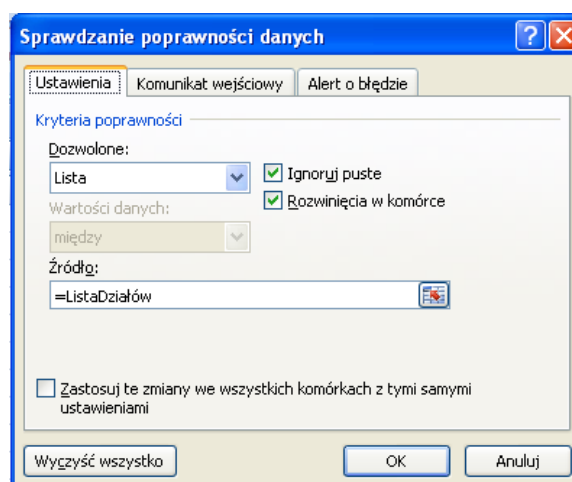 Sprawdzanie poprawności danych
Ustawienia Komunikat wejściowy Alert o błędzie
Kryteria poprawności
Dozwolone:
Lista
Ignoruj puste
Rozwinięcia w komórce
Wartości danych:
między
Źródło:
=ListaDziałów
Zastosuj te zmiany we wszystkich komórkach z tymi samymi
ustawieniami
Wyczyść wszystko OK Anuluj